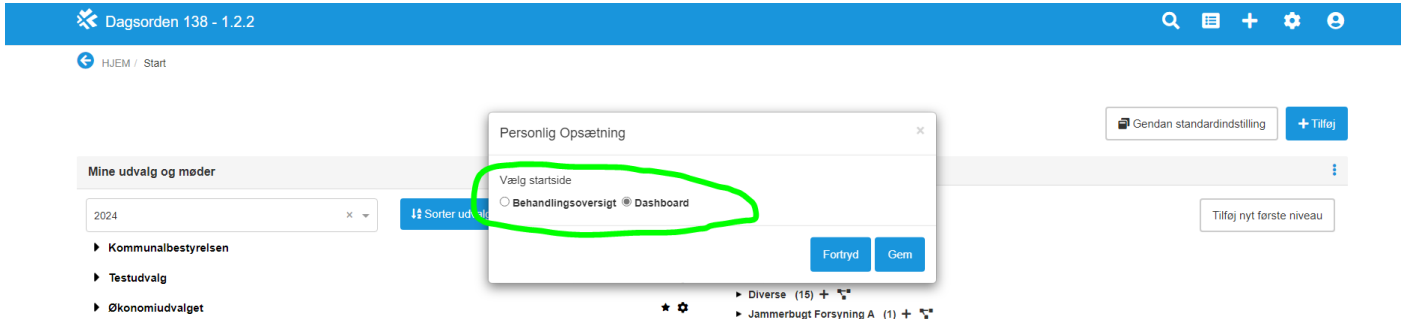 Dagsorden 138 - 1.2.2
HJEM / Start
Personlig Opsætning
×
Gendan standardindstilling
+ Tilføj
Mine udvalg og møder
Vælg startside
Behandlingsoversigt Dashboard
2024
Sorter udvalg
Tilføj nyt første niveau
Kommunalbestyrelsen
Fortryd Gem
Testudvalg
Diverse (15) +
Økonomiudvalget
Jammerbugt Forsyning A (1) +